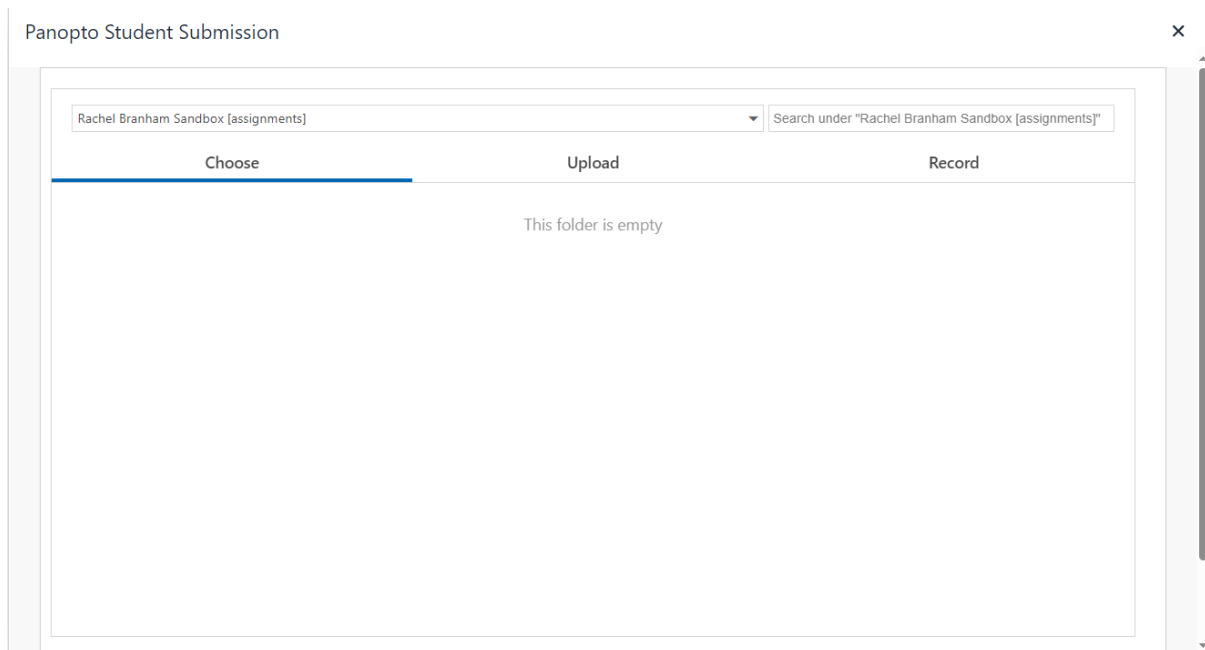 Panopto Student Submission
Rachel Branham Sandbox [assignments]
Search under "Rachel Branham Sandbox [assignments]"
Choose
Upload
Record
This folder is empty